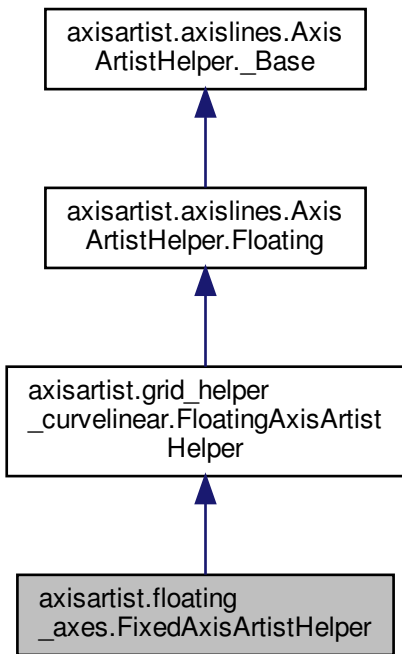 axisartist.axislines.Axis
ArtistHelper._Base
axisartist.axislines.Axis
ArtistHelper.Floating
axisartist.grid_helper
_curvelinear.FloatingAxisArtist
Helper
axisartist.floating
_axes.FixedAxisArtistHelper